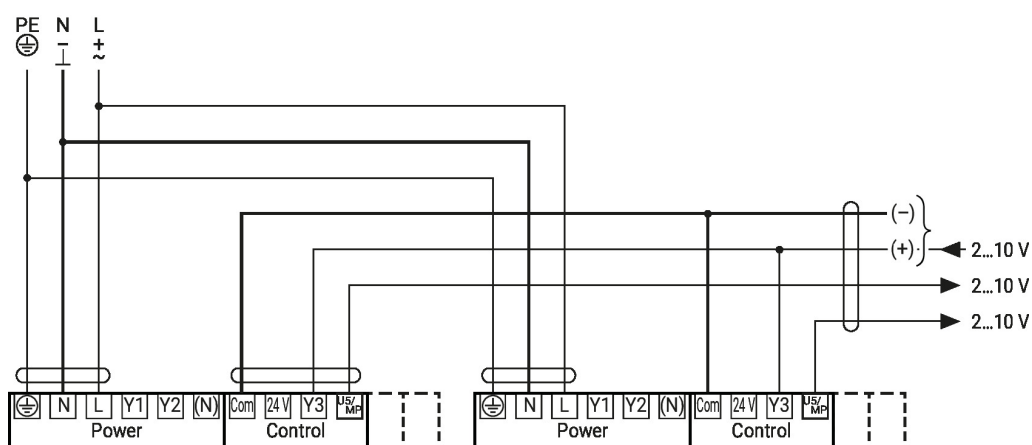 PE N L
- +
⊥ ~
(–)
(+) 2...10 V
2...10 V
2...10 V
N L Y1 Y2 (N) Com 24 V Y3 U5/MP N L Y1 Y2 (N) Com 24 V Y3 U5/MP
Power Control Power Control